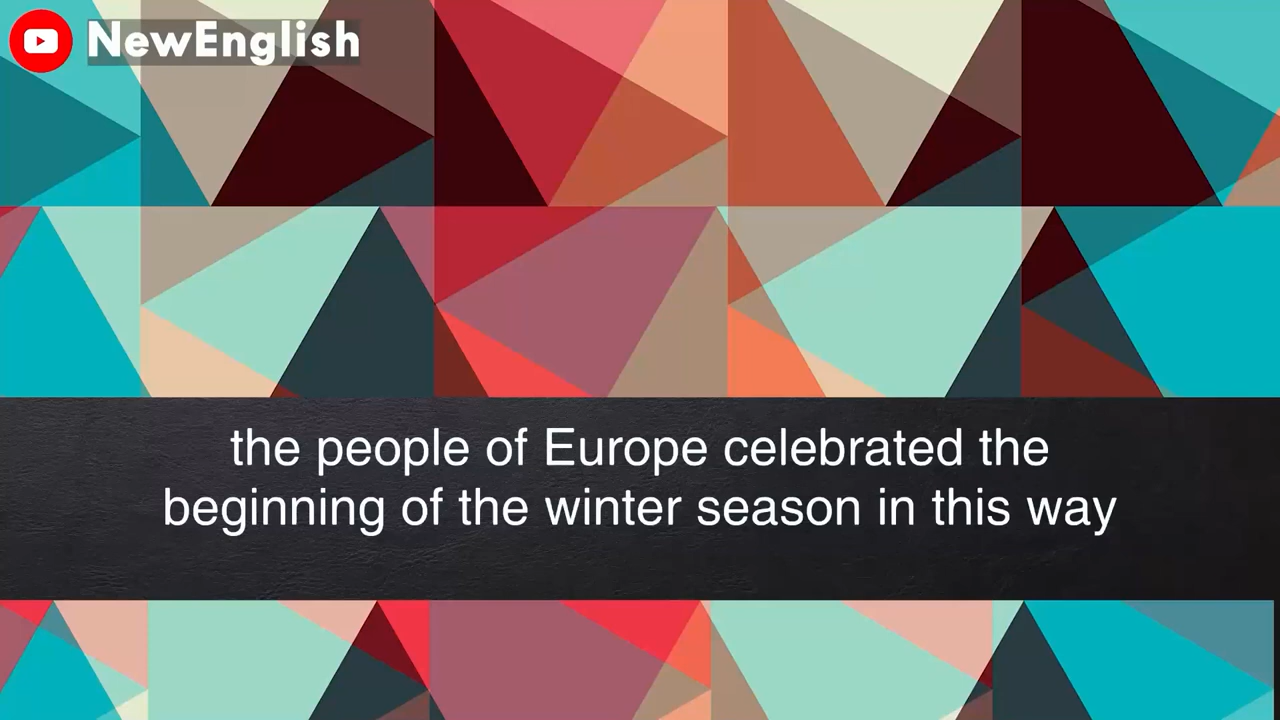 NewEnglish
the people of Europe celebrated the
beginning of the winter season in this way